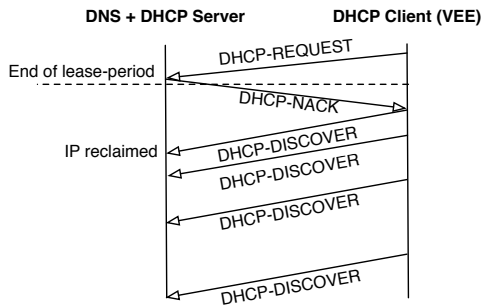 DNS + DHCP Server
DHCP Client (VEE)
DHCP-REQUEST
End of lease-period
DHCP-NACK
IP reclaimed
DHCP-DISCOVER
DHCP-DISCOVER
DHCP-DISCOVER
DHCP-DISCOVER